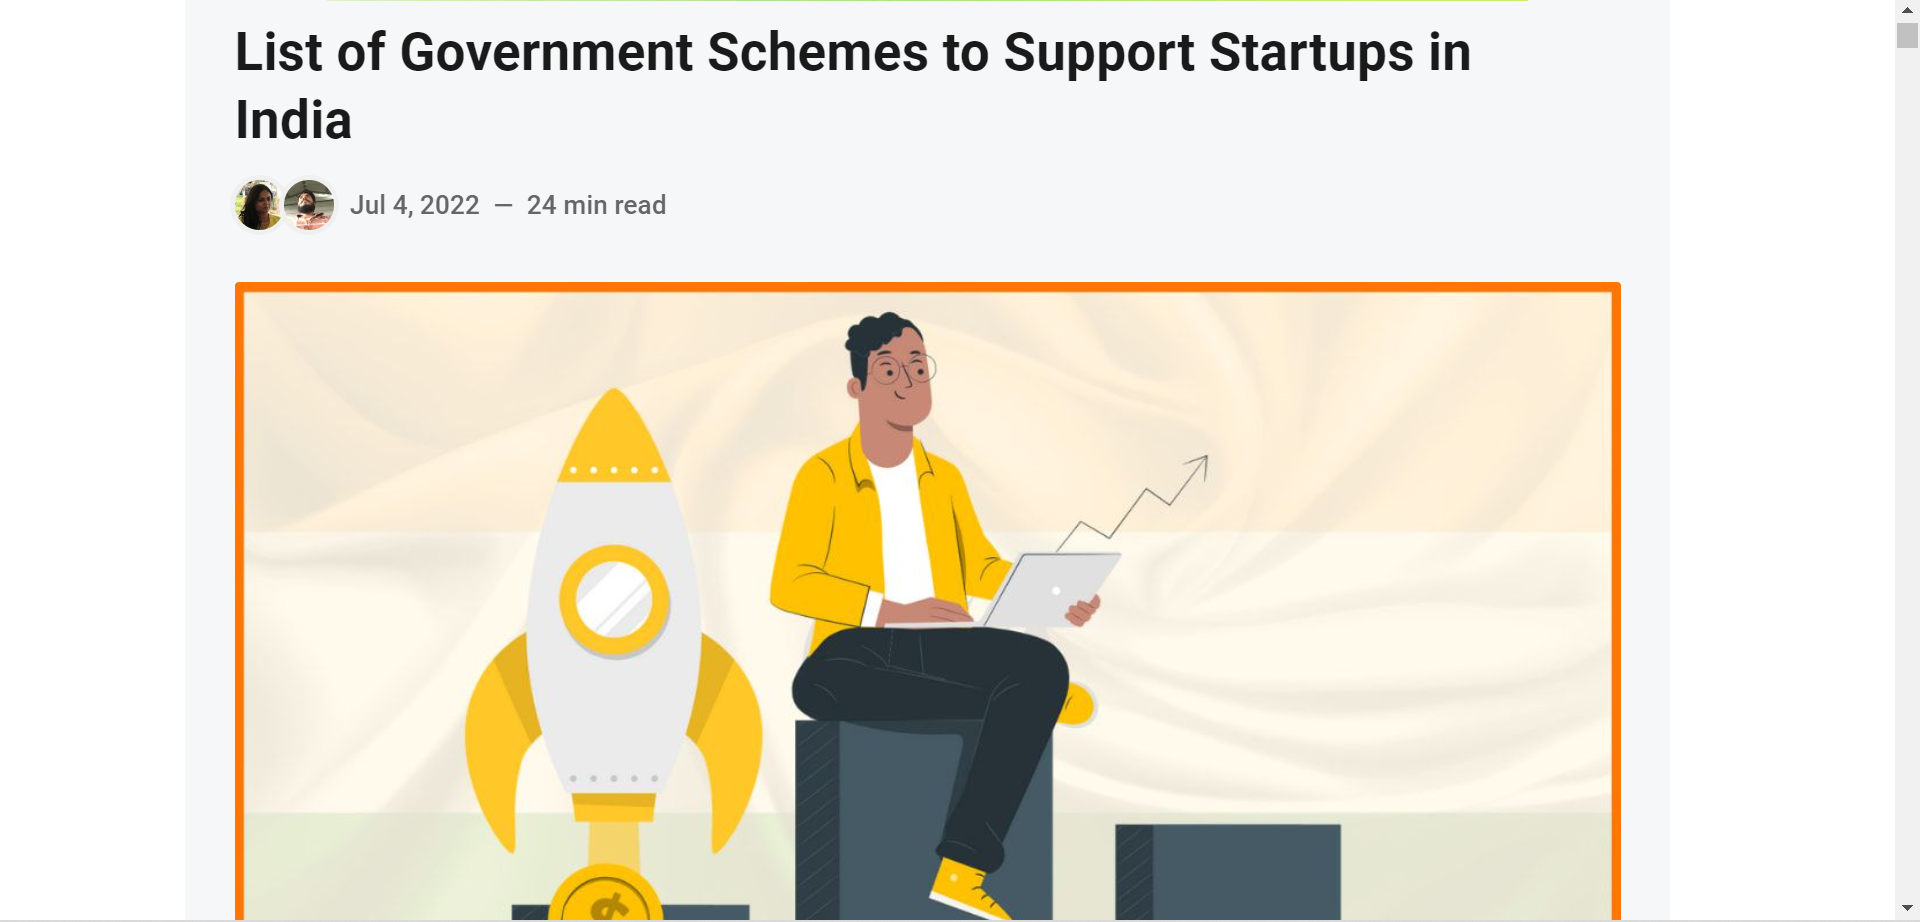 List of Government Schemes to Support Startups in
India
Jul 4, 2022 — 24 min read